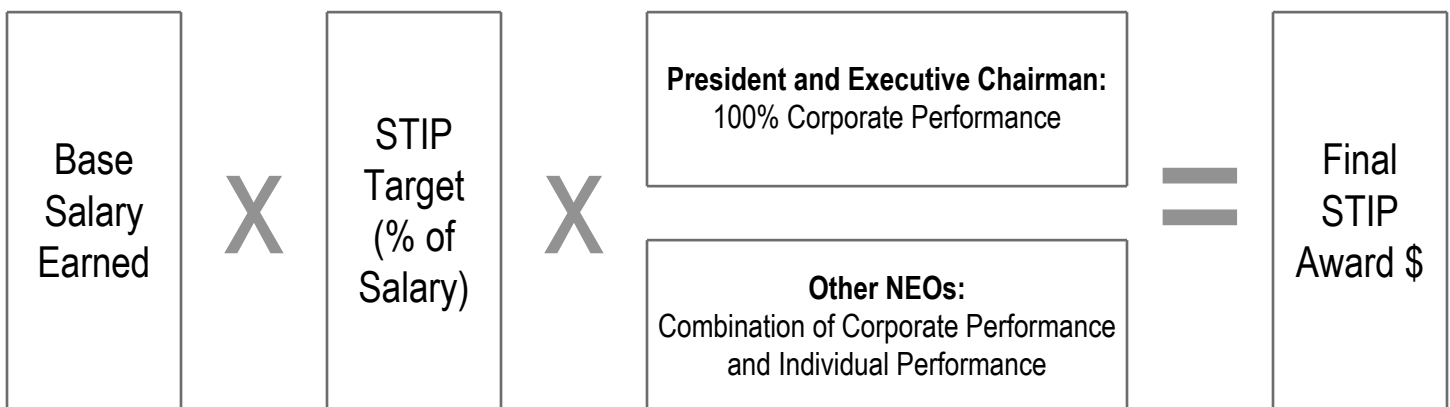 Base
Salary
Earned
X
STIP
Target
(% of
Salary)
X
President and Executive Chairman:
100% Corporate Performance
Other NEOs:
Combination of Corporate Performance
and Individual Performance
=
Final
STIP
Award $